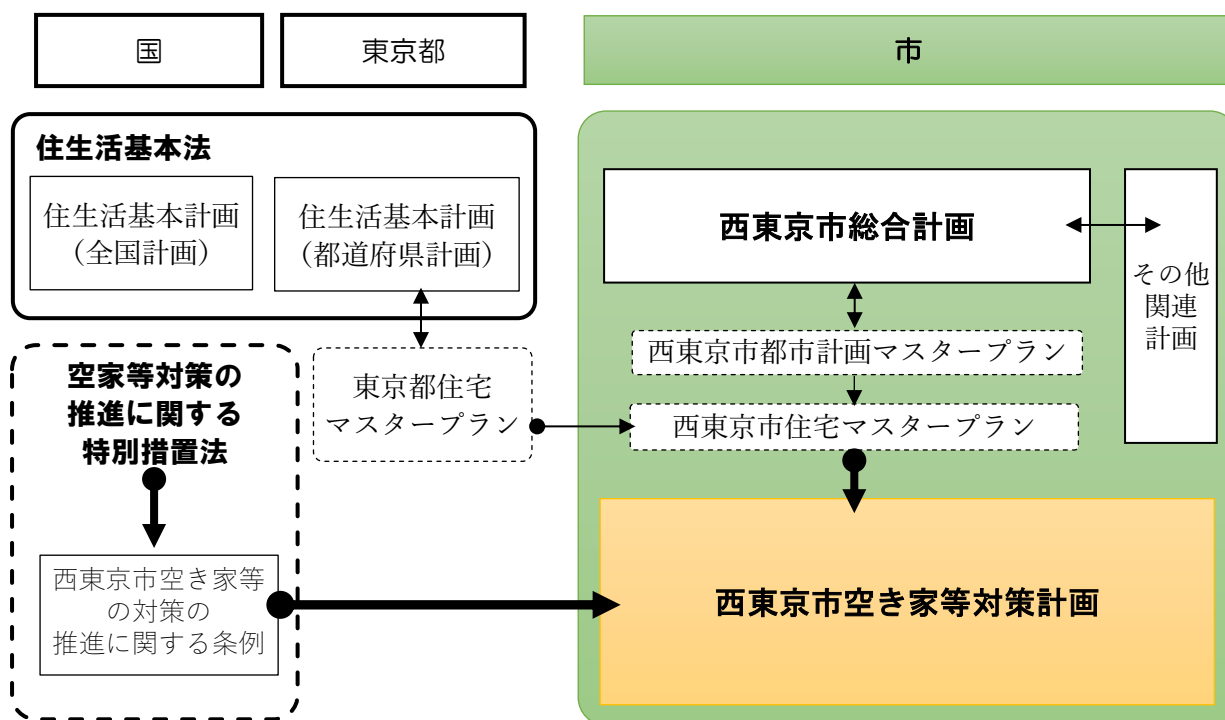 国
東京都
市
住生活基本法
住生活基本計画
(全国計画)
住生活基本計画
(都道府県計画)
西東京市総合計画
その他
関連
計画
西東京市都市計画マスタープラン
空家等対策の
推進に関する
特別措置法
東京都住宅
マスタープラン
西東京市住宅マスタープラン
西東京市空き家等
の対策の
推進に関する条例
西東京市空き家等対策計画